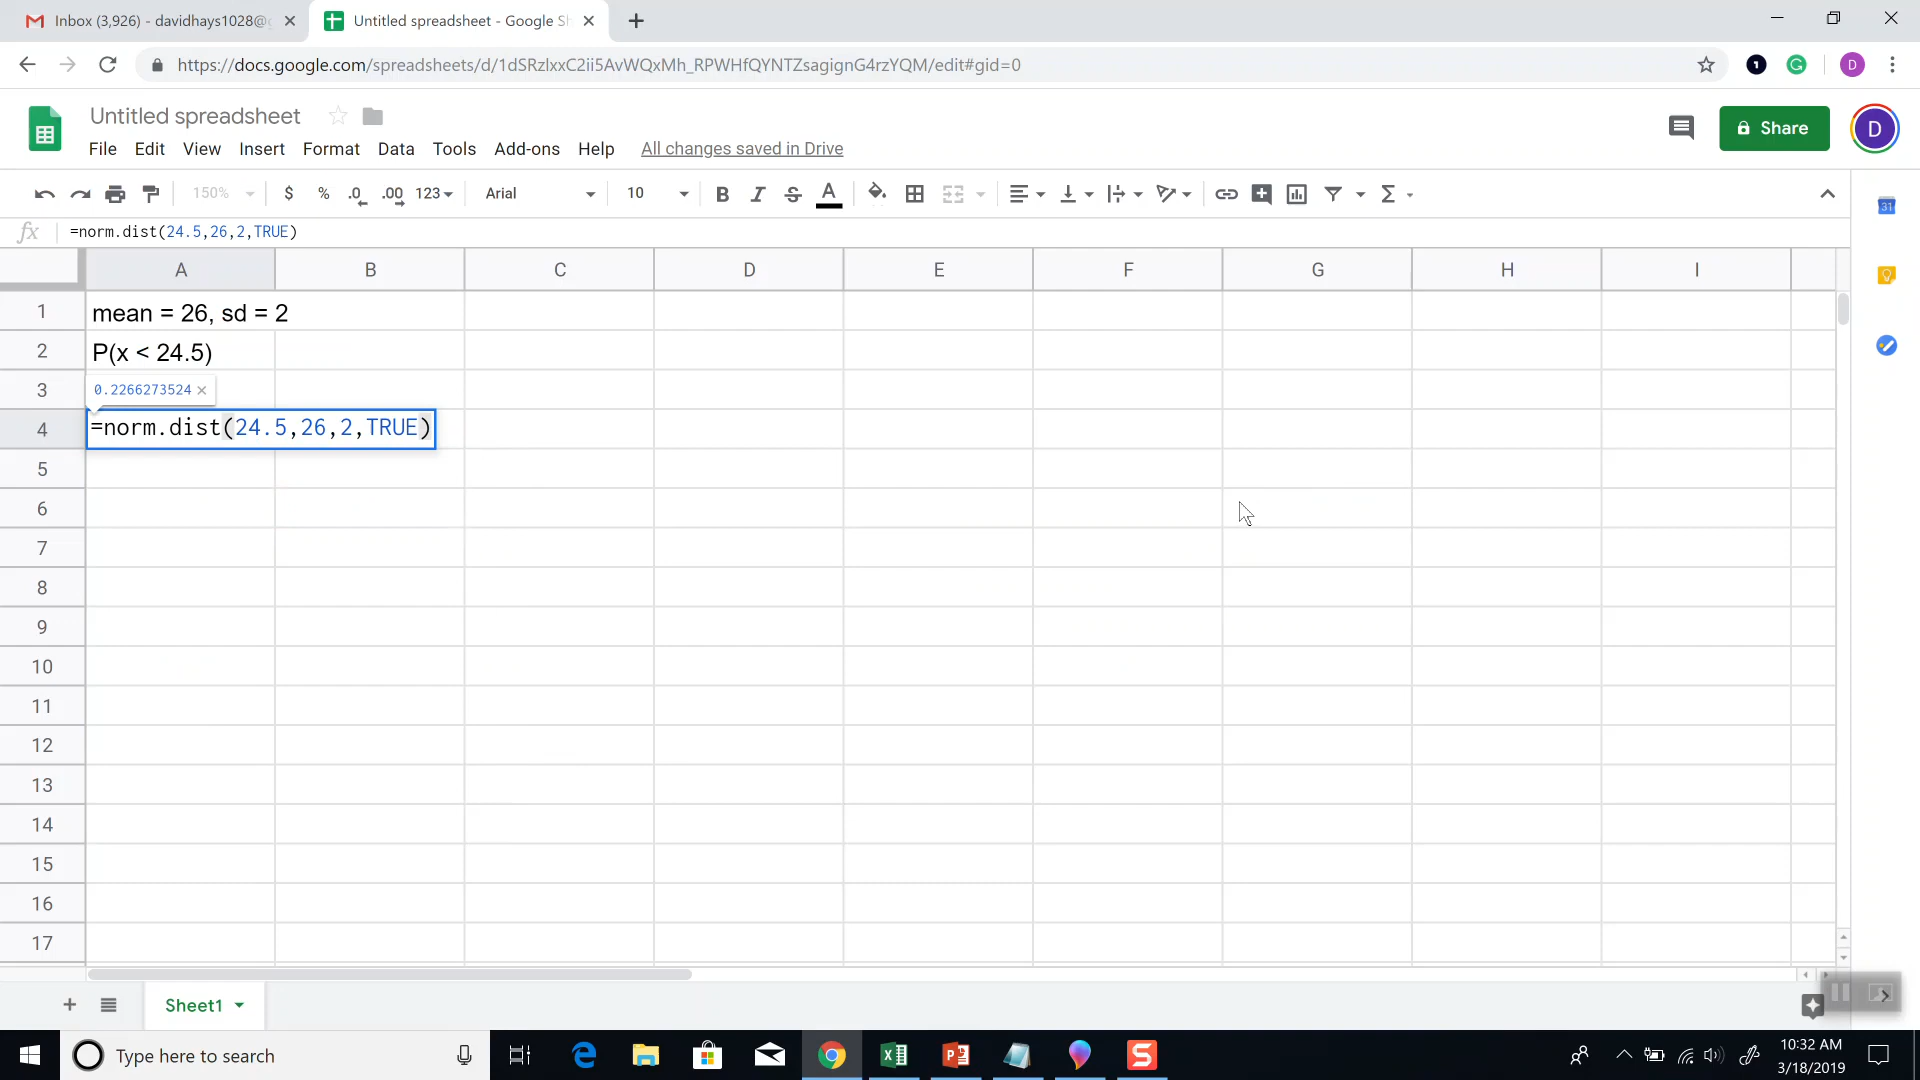 Inbox (3,926) - davidhays1028@
Untitled spreadsheet - Google Sh
https://docs.google.com/spreadsheets/d/1dSRzlxxC2ii5AvWQxMh_RPWHfQYNTZsagignG4rzYQM/edit#gid=0
1
D
Untitled spreadsheet
Share
D
File Edit View Insert Format Data Tools Add-ons Help All changes saved in Drive
150% $ % .0 .00 123 Arial 10 B I S A Σ
31
fx =norm.dist(24.5,26,2,TRUE)
A B C D E F G H I
1 mean = 26, sd = 2
2 P(x < 24.5)
3 0.2266273524 ×
4 =norm.dist(24.5,26,2,TRUE)
5
6
7
8
9
10
11
12
13
14
15
16
17
Sheet1
Type here to search
10:32 AM
3/18/2019